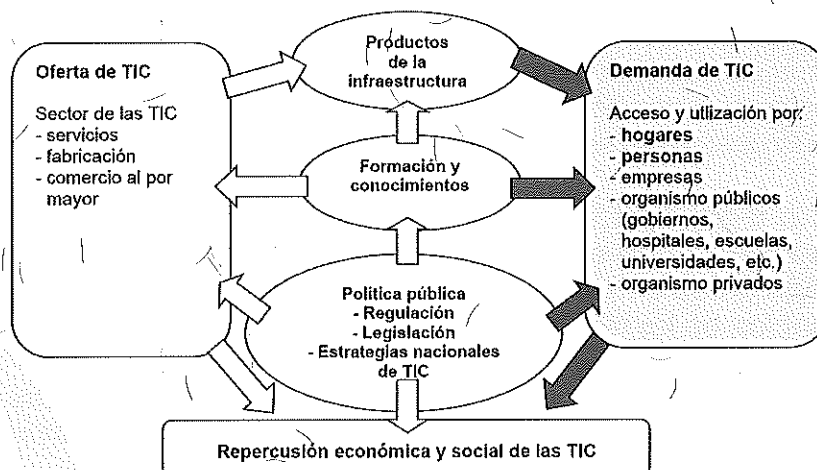 Oferta de TIC
Sector de las TIC
- servicios
- fabricación
- comercio al por
mayor
Productos
de la
infraestructura
Formación y
conocimientos
Política pública
- Regulación
- Legislación
- Estrategias nacionales
de TIC
Demanda de TIC
Acceso y utilización por:
- hogares
- personas
- empresas
- organismo públicos
(gobiernos,
hospitales, escuelas,
universidades, etc.)
- organismo privados
Repercusión económica y social de las TIC